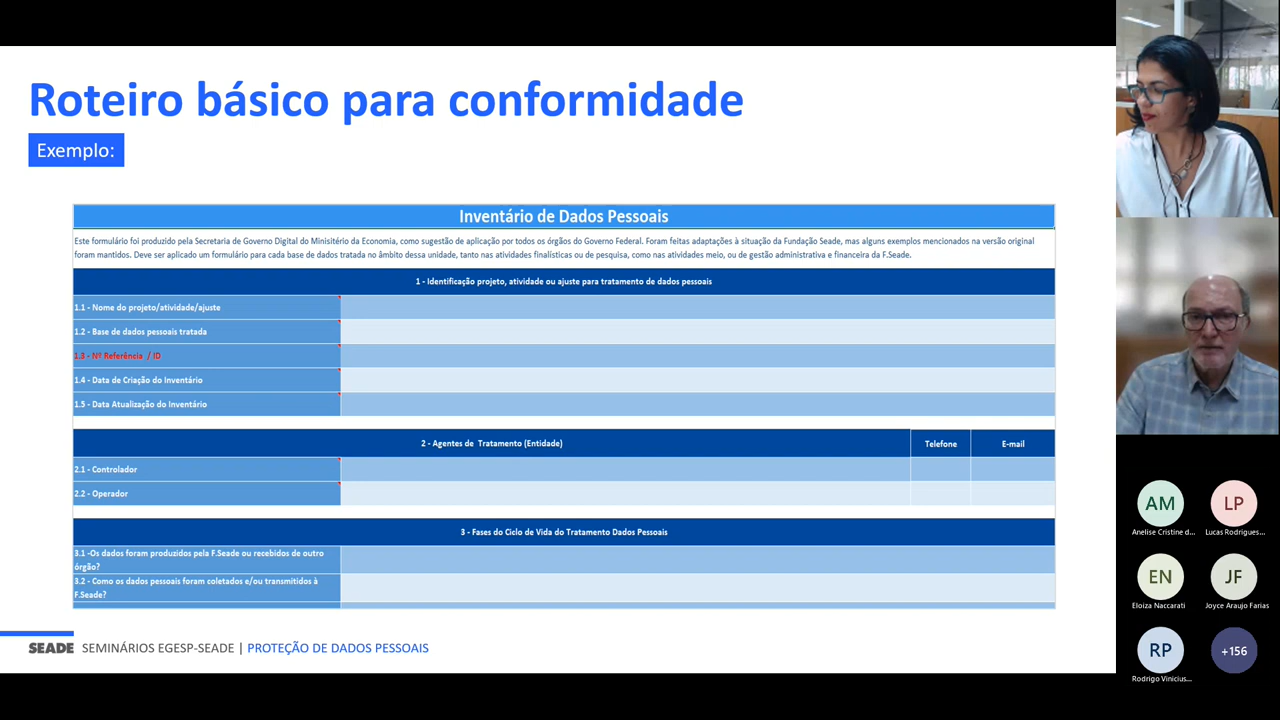 Roteiro básico para conformidade
Exemplo:
Inventário de Dados Pessoais
Este formulário foi produzido pela Secretaria de Governo Digital do Minisitério da Economia, como sugestão de aplicação por todos os órgãos do Governo Federal. Foram feitas adaptações à situação da Fundação Seade, mas alguns exemplos mencionados na versão original
foram mantidos. Deve ser aplicado um formulário para cada base de dados tratada no âmbito dessa unidade, tanto nas atividades finalísticas ou de pesquisa, como nas atividades meio, ou de gestão administrativa e financeira da F.Seade.
1 - Identificação projeto, atividade ou ajuste para tratamento de dados pessoais
1.1 - Nome do projeto/atividade/ajuste
1.2 - Base de dados pessoais tratada
1.3 - Nº Referência / ID
1.4 - Data de Criação do Inventário
1.5 - Data Atualização do Inventário
2 - Agentes de Tratamento (Entidade) Telefone E-mail
2.1 - Controlador
2.2 - Operador
3 - Fases do Ciclo de Vida do Tratamento Dados Pessoais
3.1 -Os dados foram produzidos pela F.Seade ou recebidos de outro
órgão?
3.2 - Como os dados pessoais foram coletados e/ou transmitidos à
F.Seade?
SEADE SEMINÁRIOS EGESP-SEADE | PROTEÇÃO DE DADOS PESSOAIS
AM LP
Anelise Cristine d... Lucas Rodrigues...
EN JF
Eloiza Naccarati Joyce Araujo Farias
RP +156
Rodrigo Vinicius...